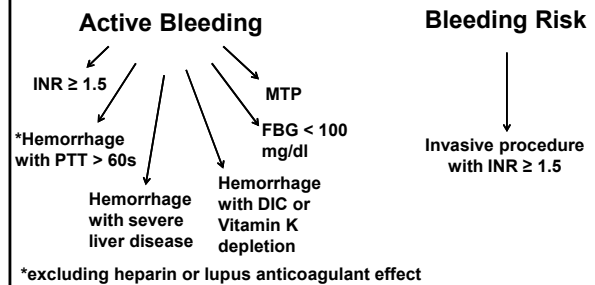 Active Bleeding
Bleeding Risk
INR ≥ 1.5
MTP
*Hemorrhage
with PTT > 60s
FBG < 100
mg/dl
Hemorrhage
with severe
liver disease
Hemorrhage
with DIC or
Vitamin K
depletion
Invasive procedure
with INR ≥ 1.5
*excluding heparin or lupus anticoagulant effect